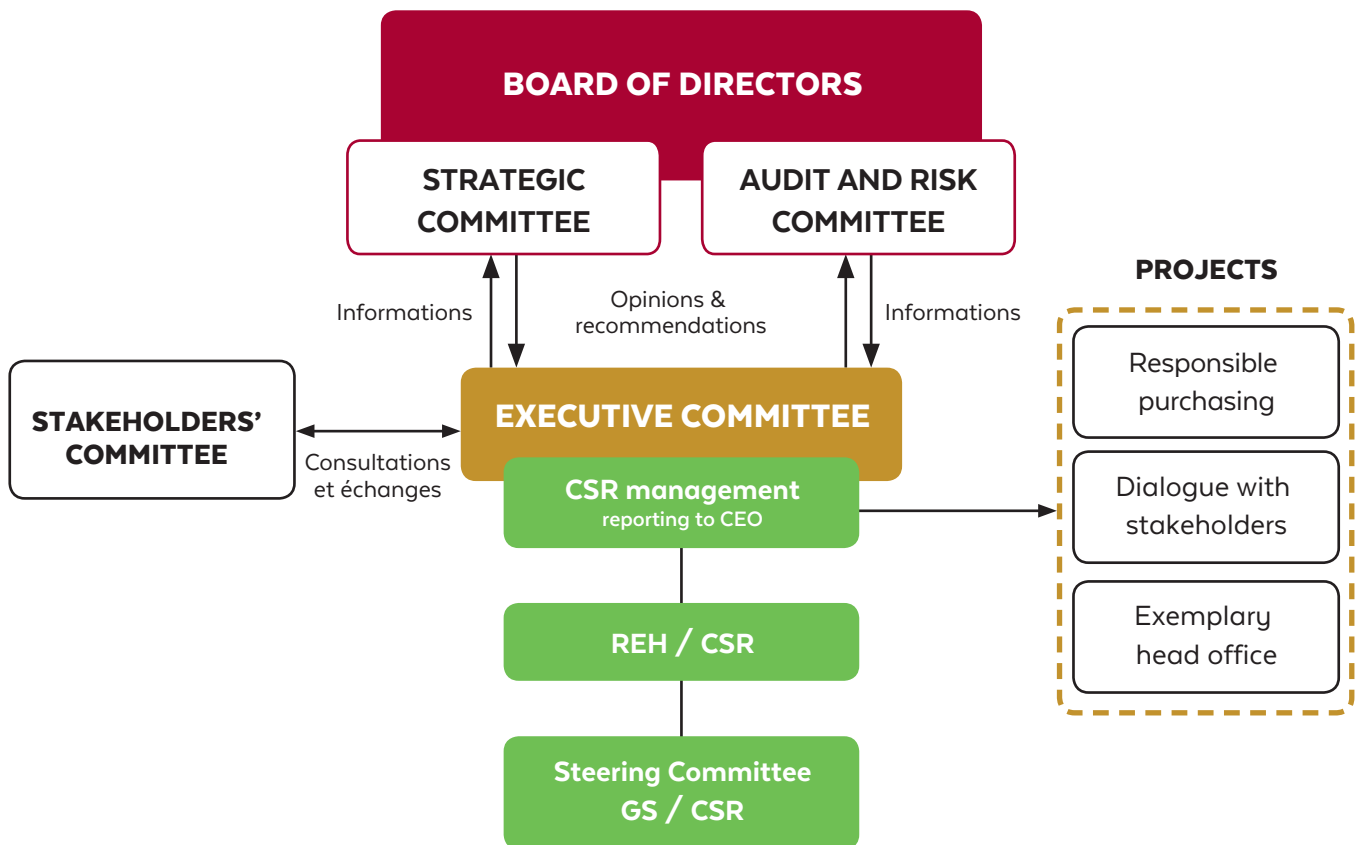 BOARD OF DIRECTORS
STRATEGIC
COMMITTEE
AUDIT AND RISK
COMMITTEE
Informations
Opinions &
recommendations
Informations
PROJECTS
Responsible
purchasing
Dialogue with
stakeholders
Exemplary
head office
STAKEHOLDERS’
COMMITTEE
Consultations
et échanges
EXECUTIVE COMMITTEE
CSR management
reporting to CEO
REH / CSR
Steering Committee
GS / CSR